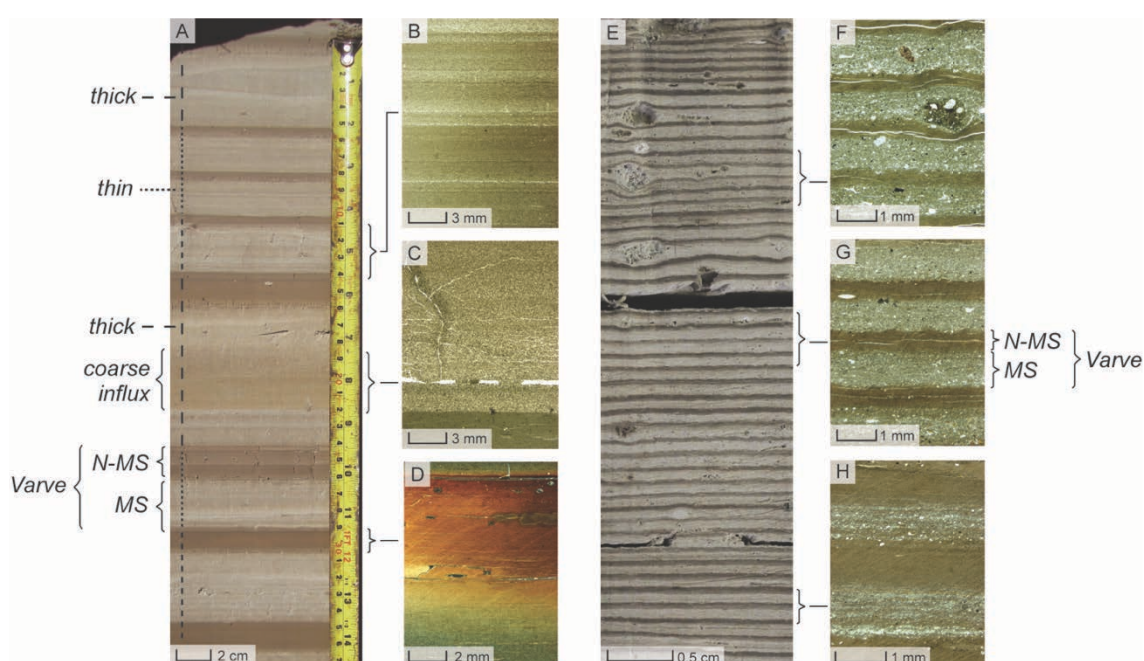 A
B
C
D
E
F
G
H
thick
thin
thick
coarse
influx
N-MS
Varve
MS
2 cm
3 mm
3 mm
2 mm
0.5 cm
1 mm
1 mm
N-MS
MS
Varve
1 mm